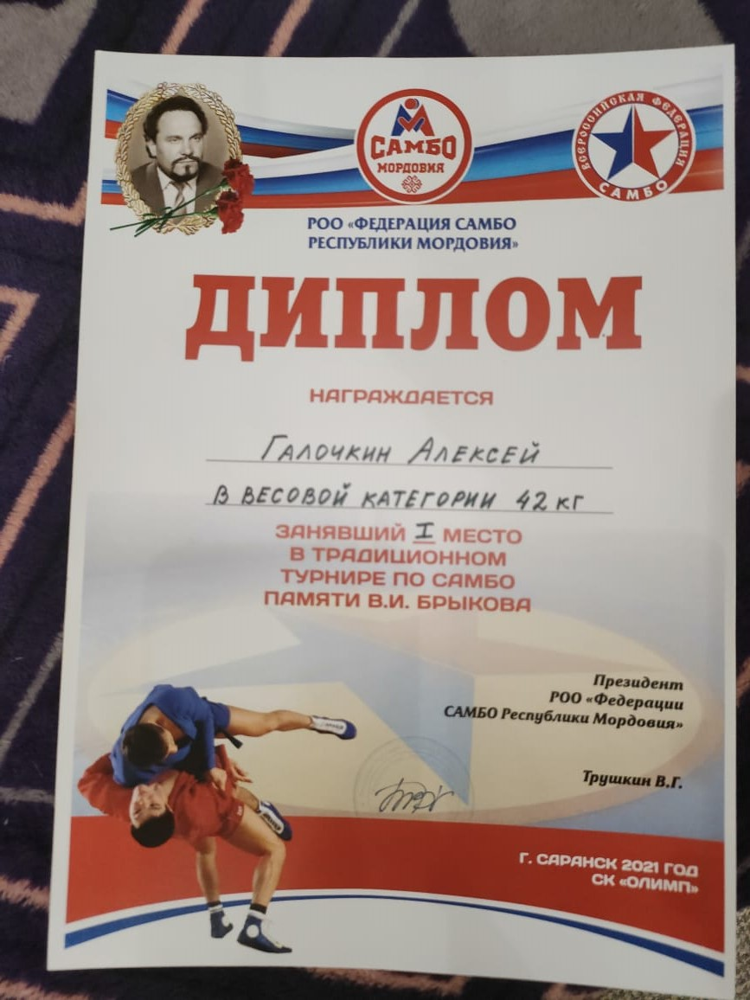 САМБО
МОРДОВИЯ
ВСЕРОССИЙСКАЯ ФЕДЕРАЦИЯ
САМБО
РОО «ФЕДЕРАЦИЯ САМБО
РЕСПУБЛИКИ МОРДОВИЯ»
ДИПЛОМ
НАГРАЖДАЕТСЯ
Галочкин Алексей
в весовой категории 42 кг
ЗАНЯВШИЙ I МЕСТО
В ТРАДИЦИОННОМ
ТУРНИРЕ ПО САМБО
ПАМЯТИ В.И. БРЫКОВА
Президент
РОО «Федерации
САМБО Республики Мордовия»
Трушкин В.Г.
Г. САРАНСК 2021 ГОД
СК «ОЛИМП»